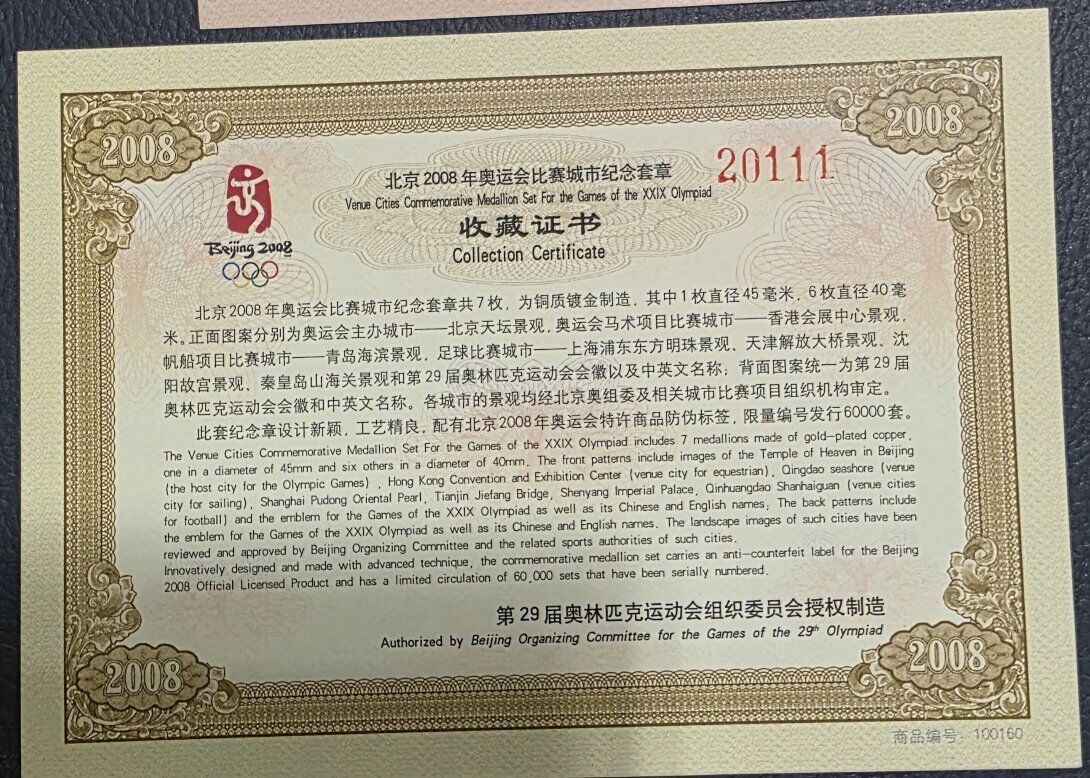 2008
2008
北京2008年奥运会比赛城市纪念套章
20111
Venue Cities Commemorative Medallion Set For the Games of the XXIX Olympiad
收藏证书
Collection Certificate
Beijing 2008
北京2008年奥运会比赛城市纪念套章共7枚，为铜质镀金制造，其中1枚直径45毫米，6枚直径40毫
米。正面图案分别为奥运会主办城市——北京天坛景观，奥运会马术项目比赛城市——香港会展中心景观，
帆船项目比赛城市——青岛海滨景观，足球比赛城市——上海浦东东方明珠景观、天津解放大桥景观、沈
阳故宫景观、秦皇岛山海关景观和第29届奥林匹克运动会会徽以及中英文名称；背面图案统一为第29届
奥林匹克运动会会徽和中英文名称。各城市的景观均经北京奥组委及相关城市比赛项目组织机构审定。
此套纪念章设计新颖，工艺精良，配有北京2008年奥运会特许商品防伪标签，限量编号发行60000套。
The Venue Cities Commemorative Medallion Set For the Games of the XXIX Olympiad includes 7 medallions made of gold-plated copper,
one in a diameter of 45mm and six others in a diameter of 40mm. The front patterns include images of the Temple of Heaven in Beijing
(the host city for the Olympic Games) , Hong Kong Convention and Exhibition Center (venue city for equestrian), Qingdao seashore (venue
city for sailing), Shanghai Pudong Oriental Pearl, Tianjin Jiefang Bridge, Shenyang Imperial Palace, Qinhuangdao Shanhaiguan (venue cities
for football) and the emblem for the Games of the XXIX Olympiad as well as its Chinese and English names; The back patterns include
the emblem for the Games of the XXIX Olympiad as well as its Chinese and English names. The landscape images of such cities have been
reviewed and approved by Beijing Organizing Committee and the related sports authorities of such cities.
Innovatively designed and made with advanced technique, the commemorative medallion set carries an anti-counterfeit label for the Beijing
2008 Official Licensed Product and has a limited circulation of 60,000 sets that have been serially numbered.
第29届奥林匹克运动会组织委员会授权制造
Authorized by Beijing Organizing Committee for the Games of the 29th Olympiad
2008
2008
商品编号：100160